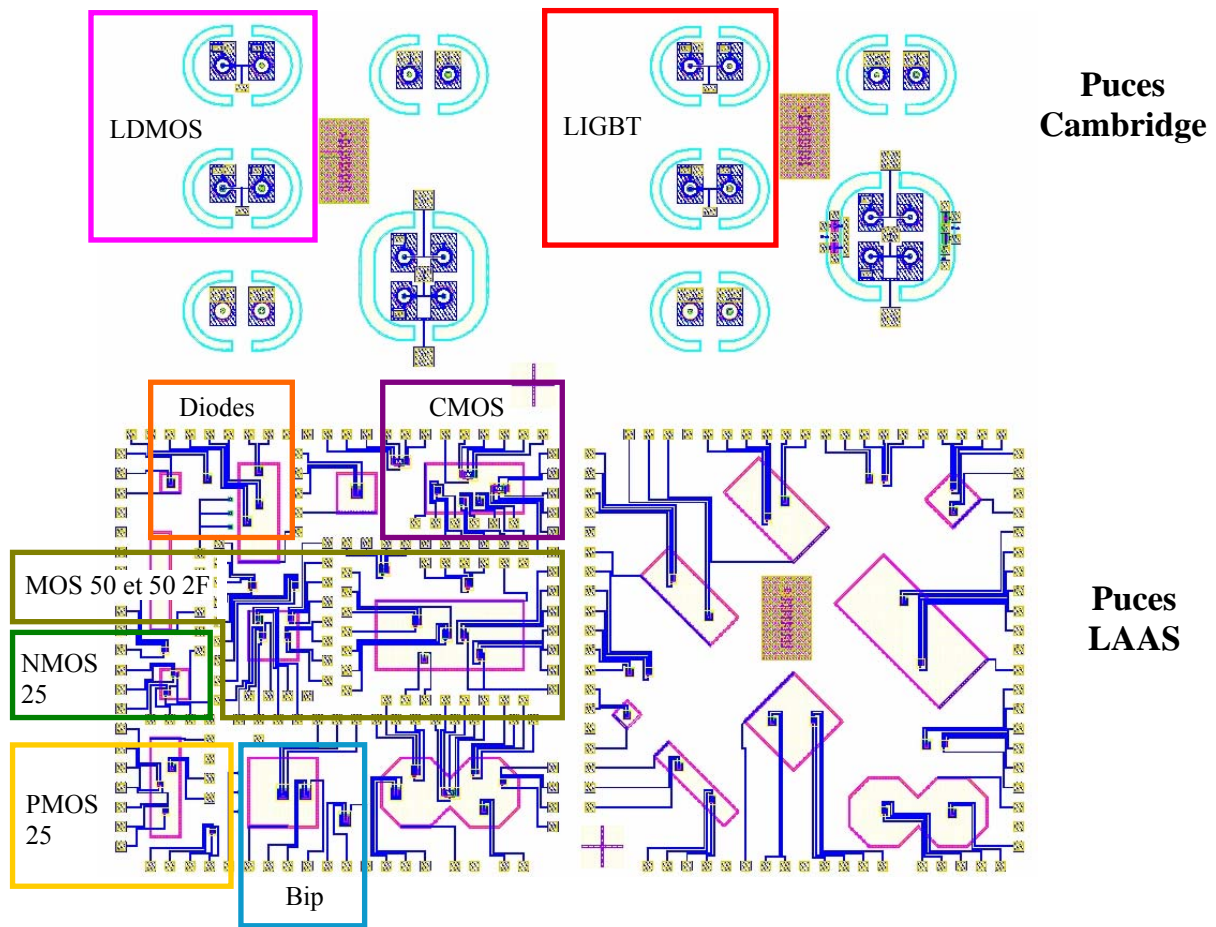 LDMOS
LIGBT
Puces
Cambridge
Diodes
CMOS
MOS 50 et 50 2F
NMOS
25
Puces
LAAS
PMOS
25
Bip